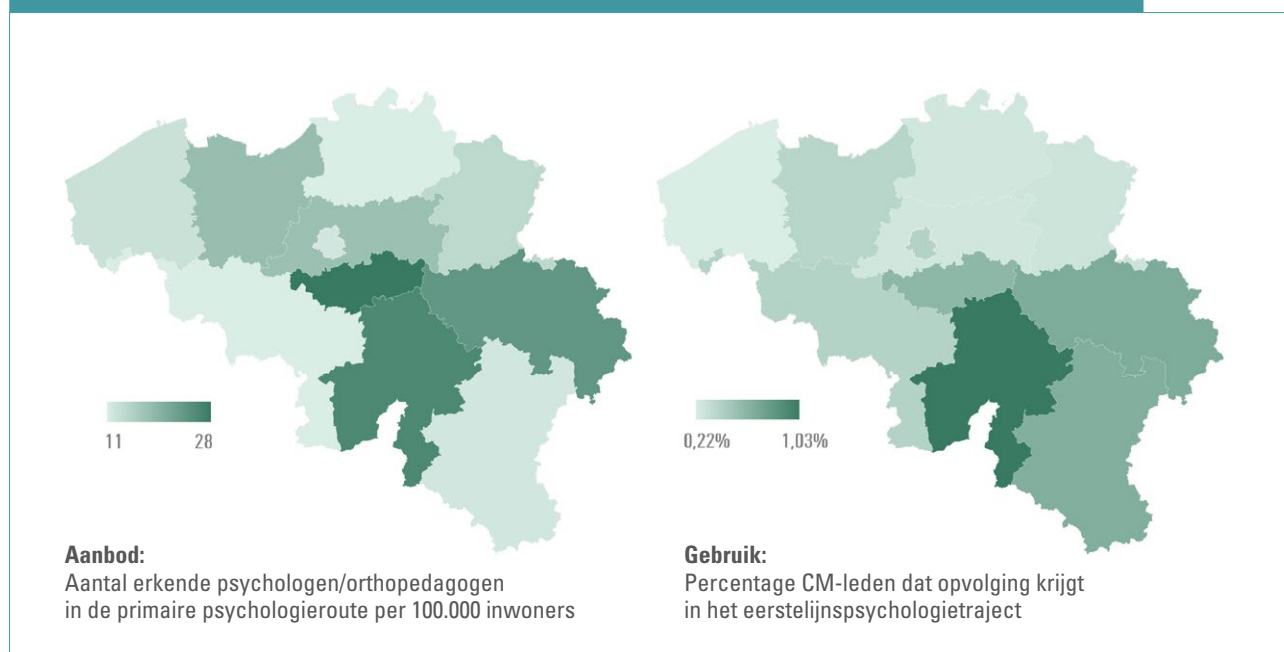 11 28
0,22% 1,03%
Aanbod:
Aantal erkende psychologen/orthopedagogen
in de primaire psychologieroute per 100.000 inwoners
Gebruik:
Percentage CM-leden dat opvolging krijgt
in het eerstelijnspsychologietraject